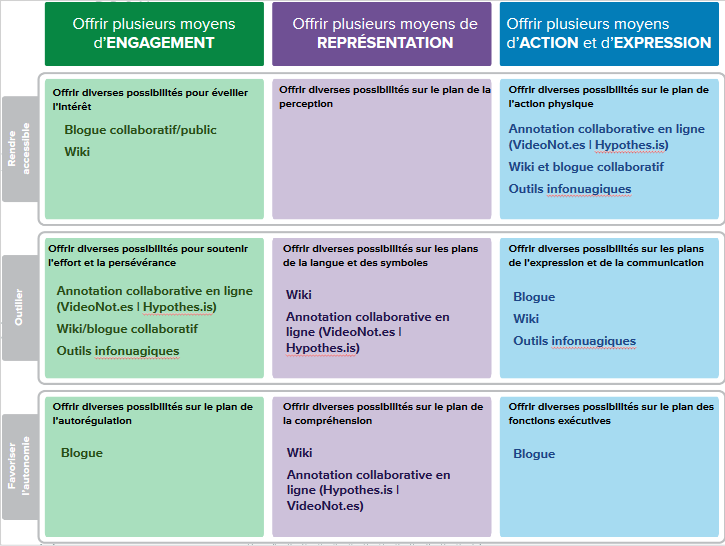 Offrir plusieurs moyens
d'ENGAGEMENT
Offrir plusieurs moyens de
REPRÉSENTATION
Offrir plusieurs moyens
d'ACTION et d'EXPRESSION
Rendre
accessible
Offrir diverses possibilités pour éveiller
l'intérêt
Blogue collaboratif/public
Wiki
Offrir diverses possibilités sur le plan de la
perception
Offrir diverses possibilités sur le plan de
l'action physique
Annotation collaborative en ligne
(VideoNot.es | Hypothes.is)
Wiki et blogue collaboratif
Outils infonuagiques
Outiller
Offrir diverses possibilités pour soutenir
l'effort et la persévérance
Annotation collaborative en ligne
(VideoNot.es | Hypothes.is)
Wiki/blogue collaboratif
Outils infonuagiques
Offrir diverses possibilités sur les plans
de la langue et des symboles
Wiki
Annotation collaborative en
ligne (VideoNot.es |
Hypothes.is)
Offrir diverses possibilités sur les plans
de l'expression et de la communication
Blogue
Wiki
Outils infonuagiques
Favoriser
l'autonomie
Offrir diverses possibilités sur le plan de
l'autorégulation
Blogue
Offrir diverses possibilités sur le plan de
la compréhension
Wiki
Annotation collaborative en
ligne (Hypothes.is |
VideoNot.es)
Offrir diverses possibilités sur le plan des
fonctions exécutives
Blogue